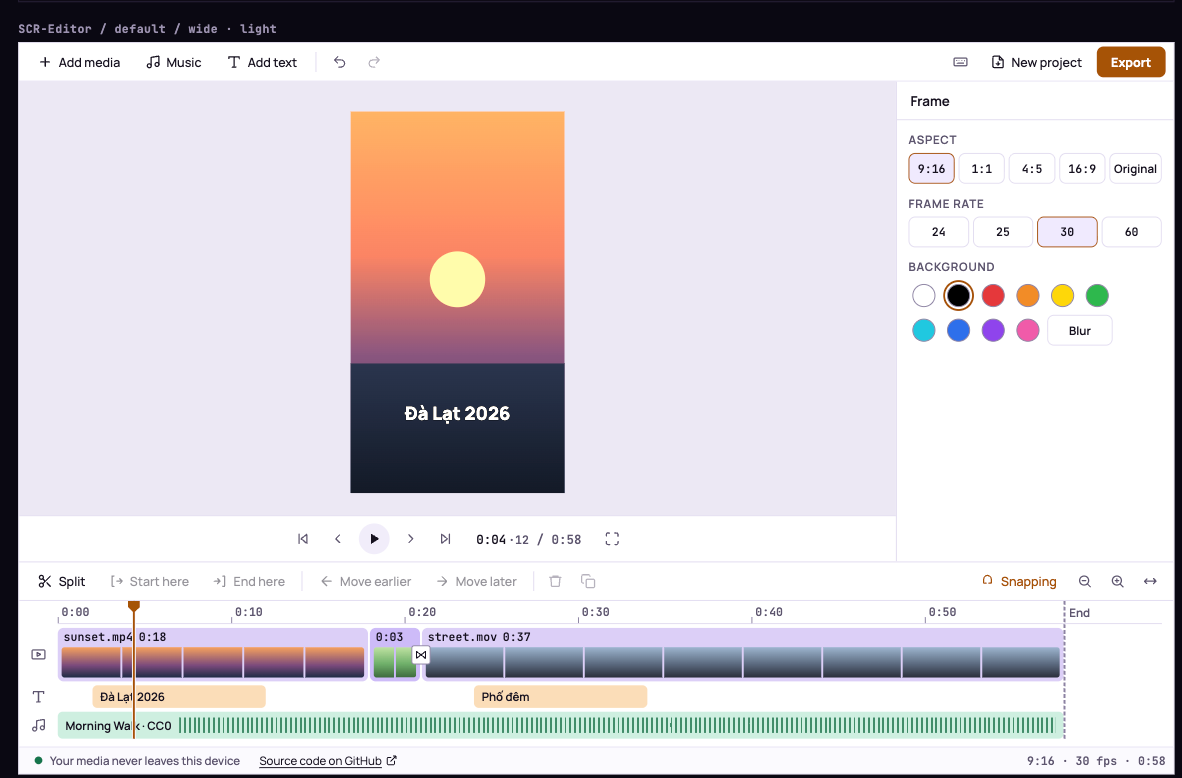 SCR-Editor / default / wide · light
Add media Music Add text New project Export
Frame
ASPECT
9:16 1:1 4:5 16:9 Original
FRAME RATE
24 25 30 60
BACKGROUND
Blur
Đà Lạt 2026
0:04·12 / 0:58
Split Start here End here Move earlier Move later Snapping
0:00 0:10 0:20 0:30 0:40 0:50 End
sunset.mp4 0:18 0:03 street.mov 0:37
Đà Lạt 2026 Phố đêm
Morning Walk · CC0
Your media never leaves this device Source code on GitHub 9:16 · 30 fps · 0:58